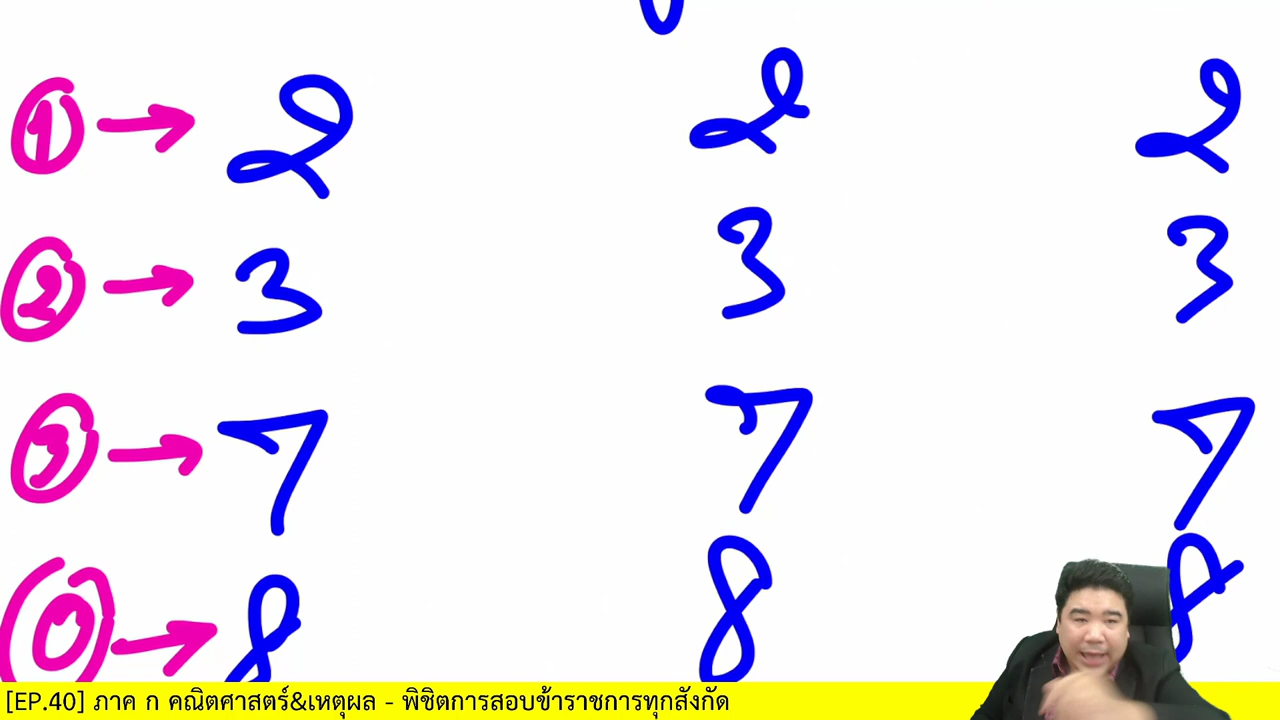 1 → 2 2 2
2 → 3 3 3
3 → 7 7 7
0 → 8 8 8
[EP.40] ภาค ก คณิตศาสตร์&เหตุผล - พิชิตการสอบข้าราชการทุกสังกัด